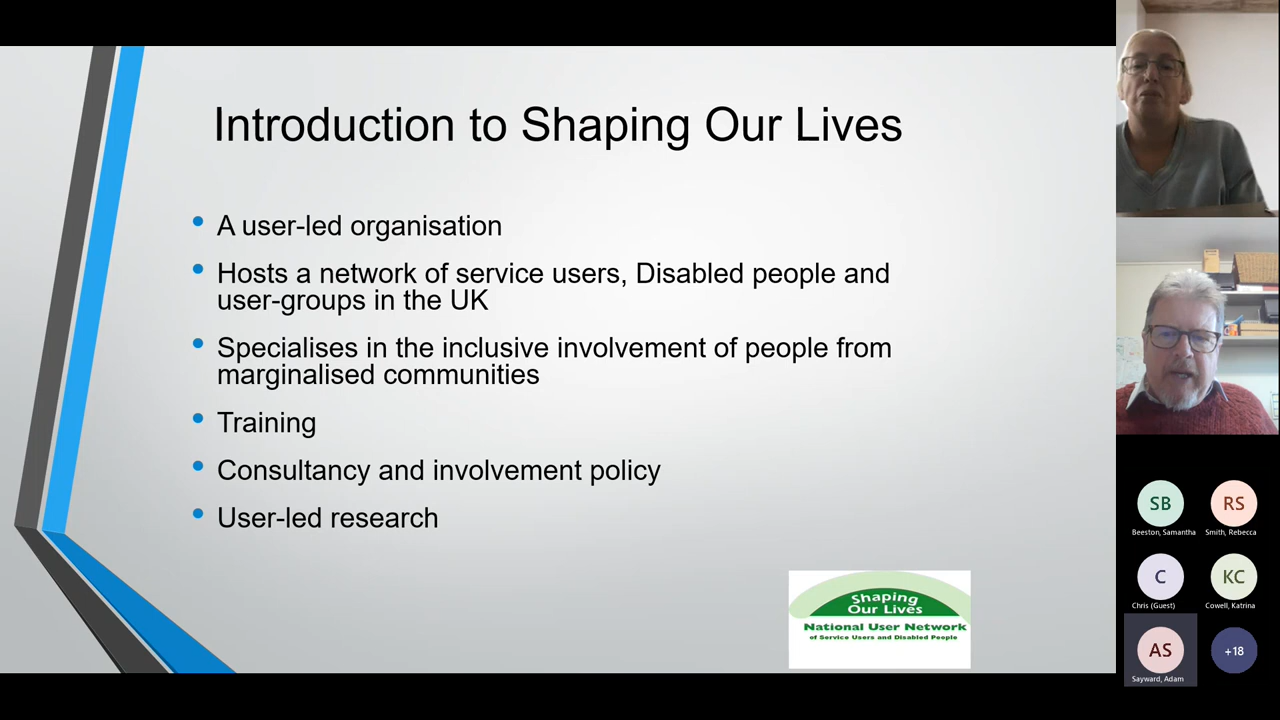 Introduction to Shaping Our Lives
A user-led organisation
Hosts a network of service users, Disabled people and
user-groups in the UK
Specialises in the inclusive involvement of people from
marginalised communities
Training
Consultancy and involvement policy
User-led research
Shaping
Our Lives
National User Network
of Service Users and Disabled People
SB
RS
Beeston, Samantha
Smith, Rebecca
C
KC
Chris (Guest)
Cowell, Katrina
AS
+18
Sayward, Adam